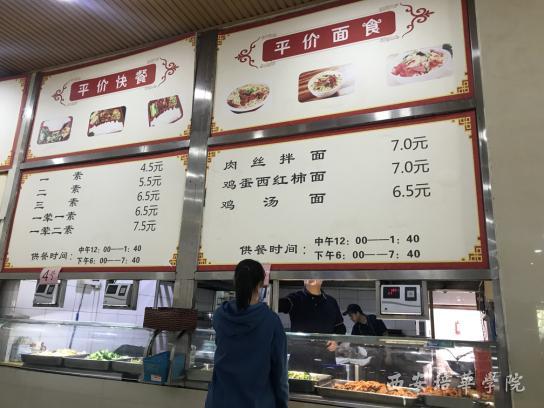 平价快餐
一素 4.5元
二素 5.5元
三素 6.5元
一荤一素 6.5元
一荤二素 7.5元
供餐时间：中午12：00——1：40
下午6：00——7：40
平价面食
肉丝拌面 7.0元
鸡蛋西红柿面 7.0元
鸡汤面 6.5元
供餐时间：中午12：00——1：40
下午6：00——7：40
西安培華学院